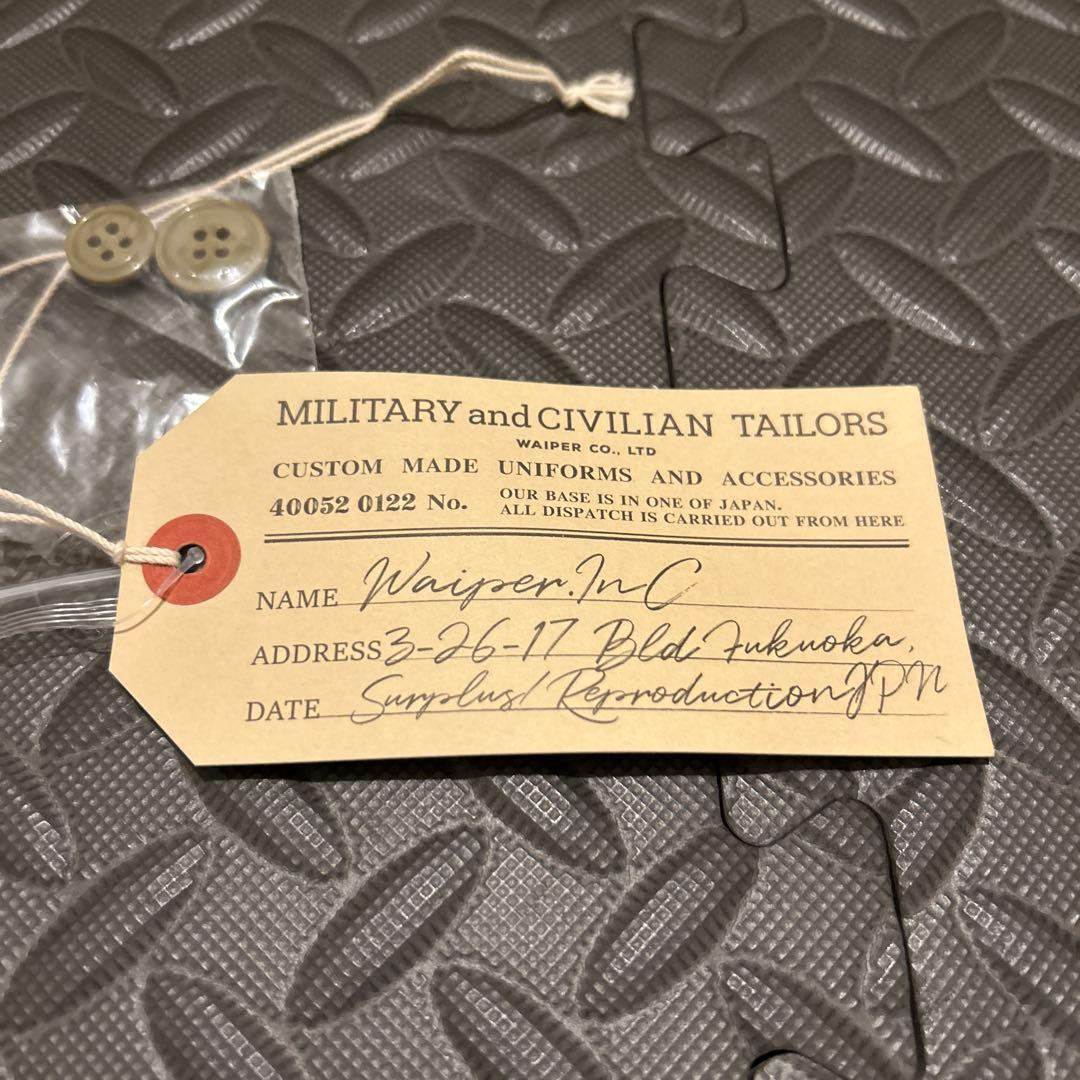 MILITARY and CIVILIAN TAILORS
WAIPER CO., LTD
CUSTOM MADE UNIFORMS AND ACCESSORIES
40052 0122 No. OUR BASE IS IN ONE OF JAPAN.
ALL DISPATCH IS CARRIED OUT FROM HERE
NAME Waiper.InC
ADDRESS 3-26-17 Bld Fukuoka,
DATE Surplus/ReproductionJPN